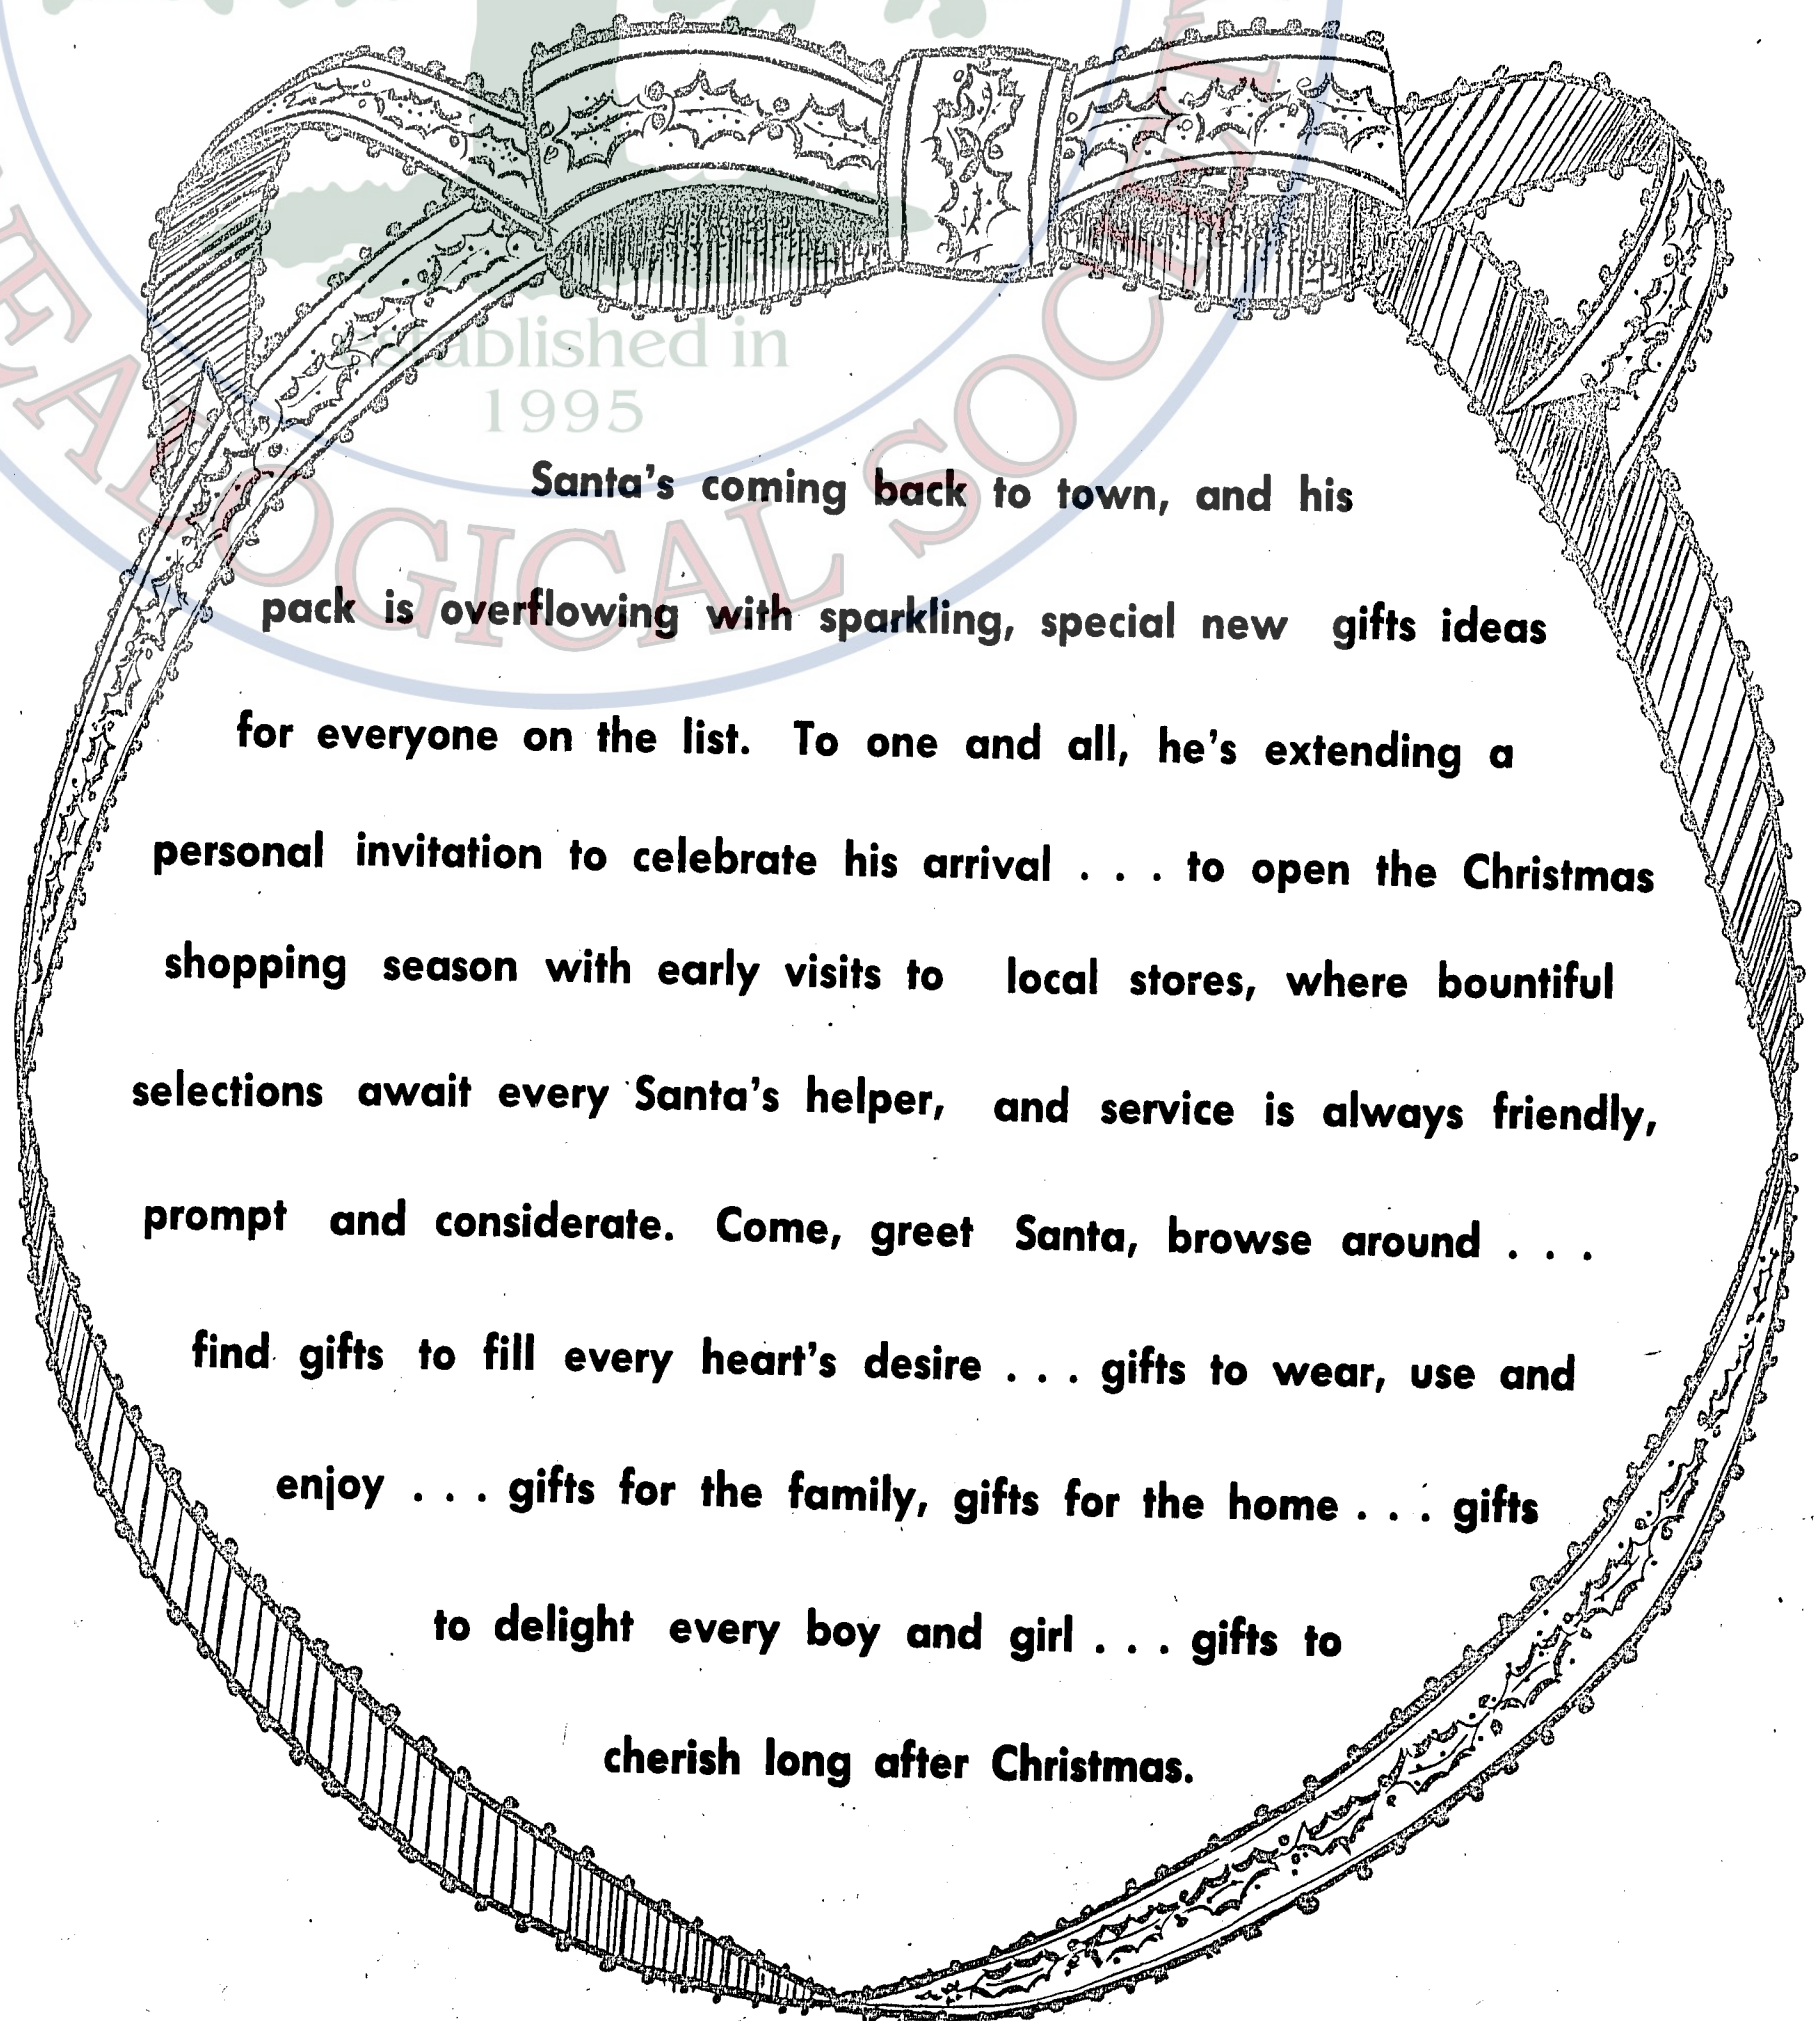 Established in
1995
GENEALOGICAL SOCIETY
Santa's coming back to town, and his
pack is overflowing with sparkling, special new gifts ideas
for everyone on the list. To one and all, he's extending a
personal invitation to celebrate his arrival . . . to open the Christmas
shopping season with early visits to local stores, where bountiful
selections await every Santa's helper, and service is always friendly,
prompt and considerate. Come, greet Santa, browse around . . .
find gifts to fill every heart's desire . . . gifts to wear, use and
enjoy . . . gifts for the family, gifts for the home . . . gifts
to delight every boy and girl . . . gifts to
cherish long after Christmas.